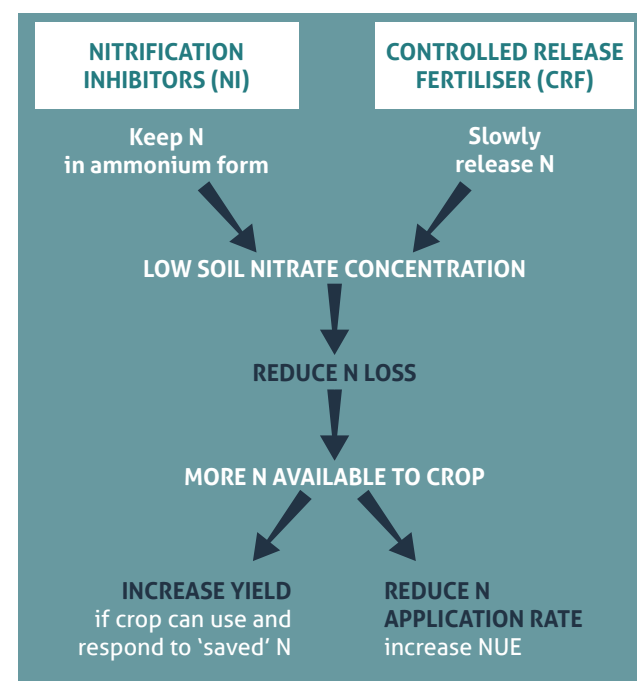 NITRIFICATION
INHIBITORS (NI)
CONTROLLED RELEASE
FERTILISER (CRF)
Keep N
in ammonium form
Slowly
release N
LOW SOIL NITRATE CONCENTRATION
REDUCE N LOSS
MORE N AVAILABLE TO CROP
INCREASE YIELD
if crop can use and
respond to ‘saved’ N
REDUCE N
APPLICATION RATE
increase NUE